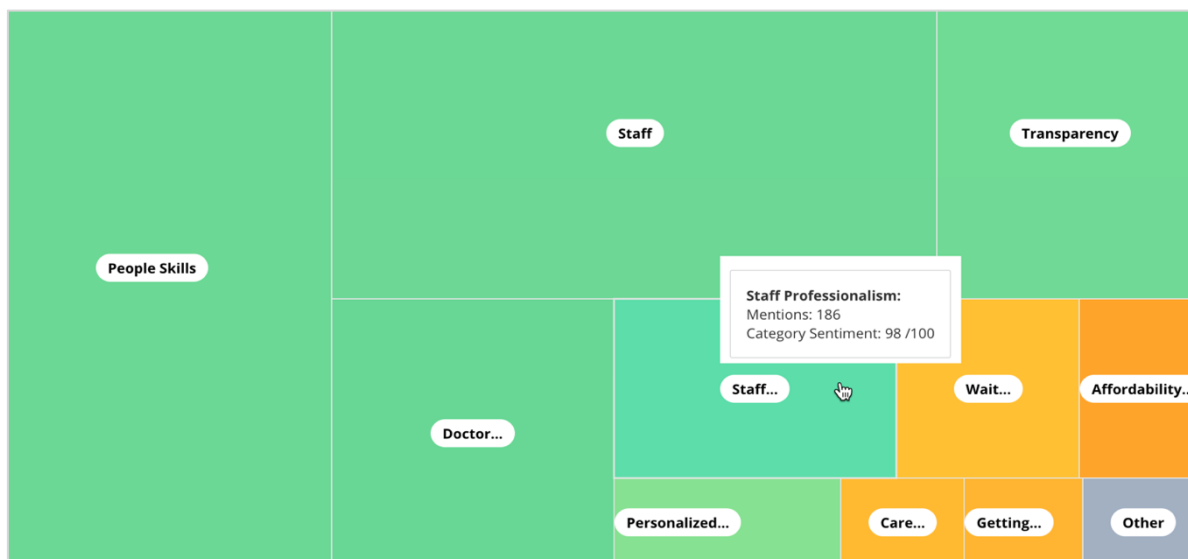 Staff
Transparency
People Skills
Staff Professionalism:
Mentions: 186
Category Sentiment: 98 /100
Staff...
Wait...
Affordability..
Doctor...
Personalized...
Care...
Getting...
Other